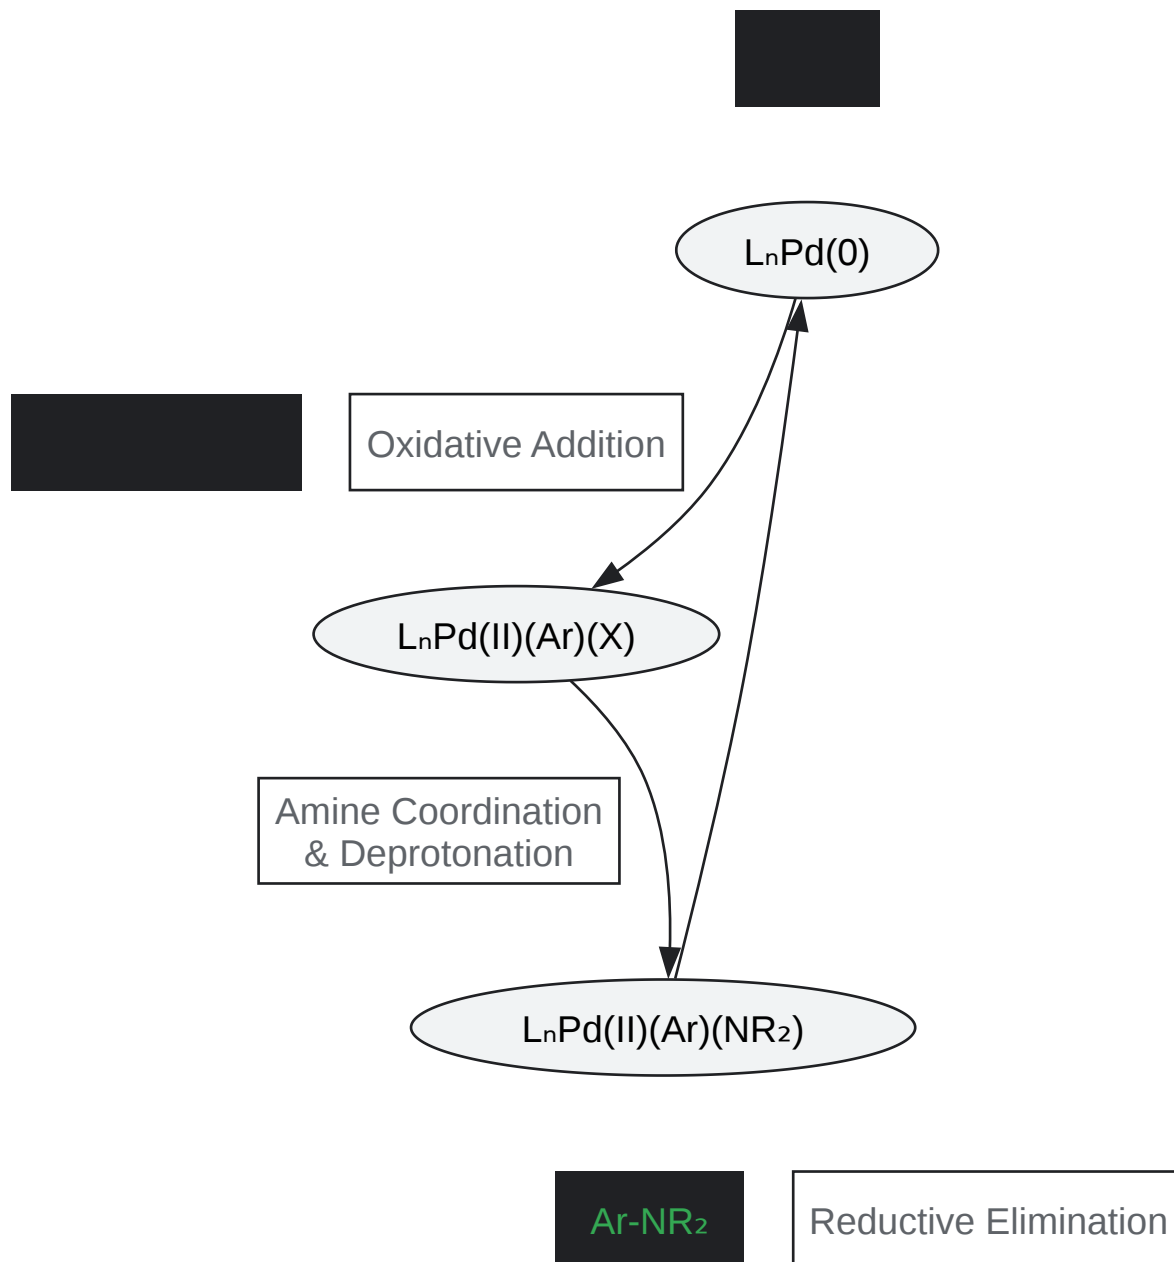 LₙPd(0)
Oxidative Addition
LₙPd(II)(Ar)(X)
Amine Coordination
& Deprotonation
LₙPd(II)(Ar)(NR₂)
Ar-NR₂
Reductive Elimination